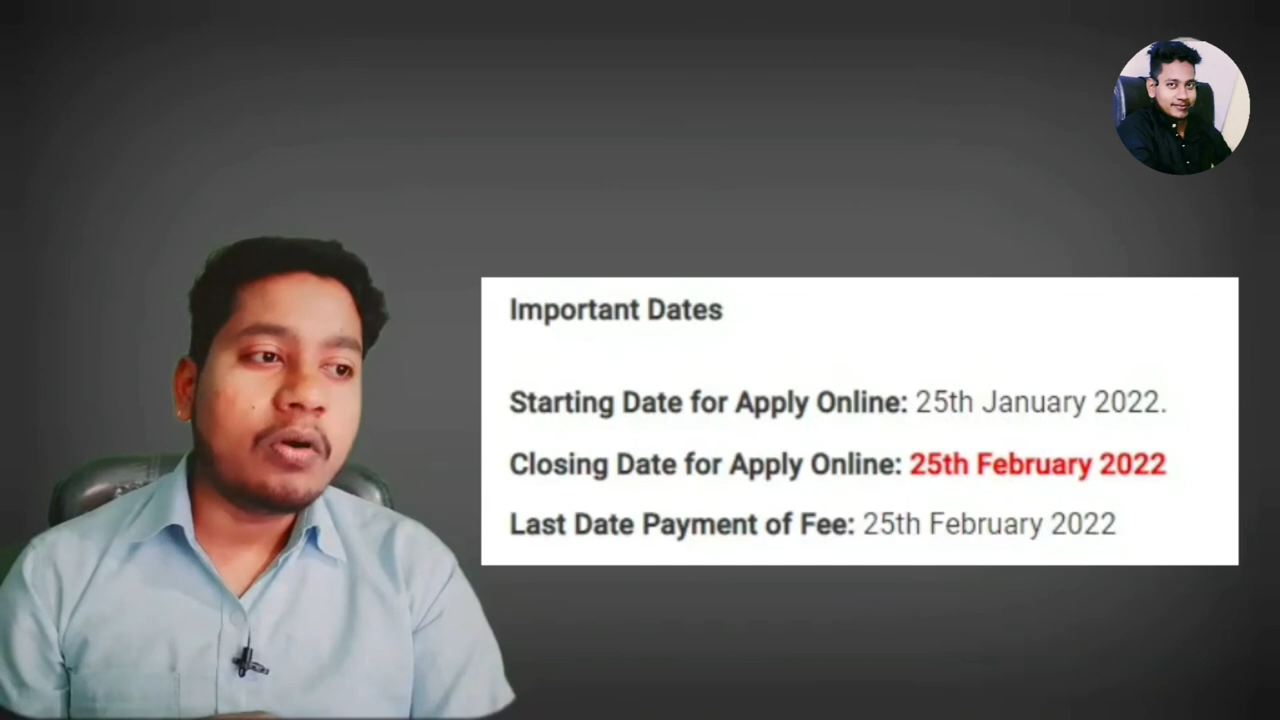 Important Dates
Starting Date for Apply Online: 25th January 2022.
Closing Date for Apply Online: 25th February 2022
Last Date Payment of Fee: 25th February 2022